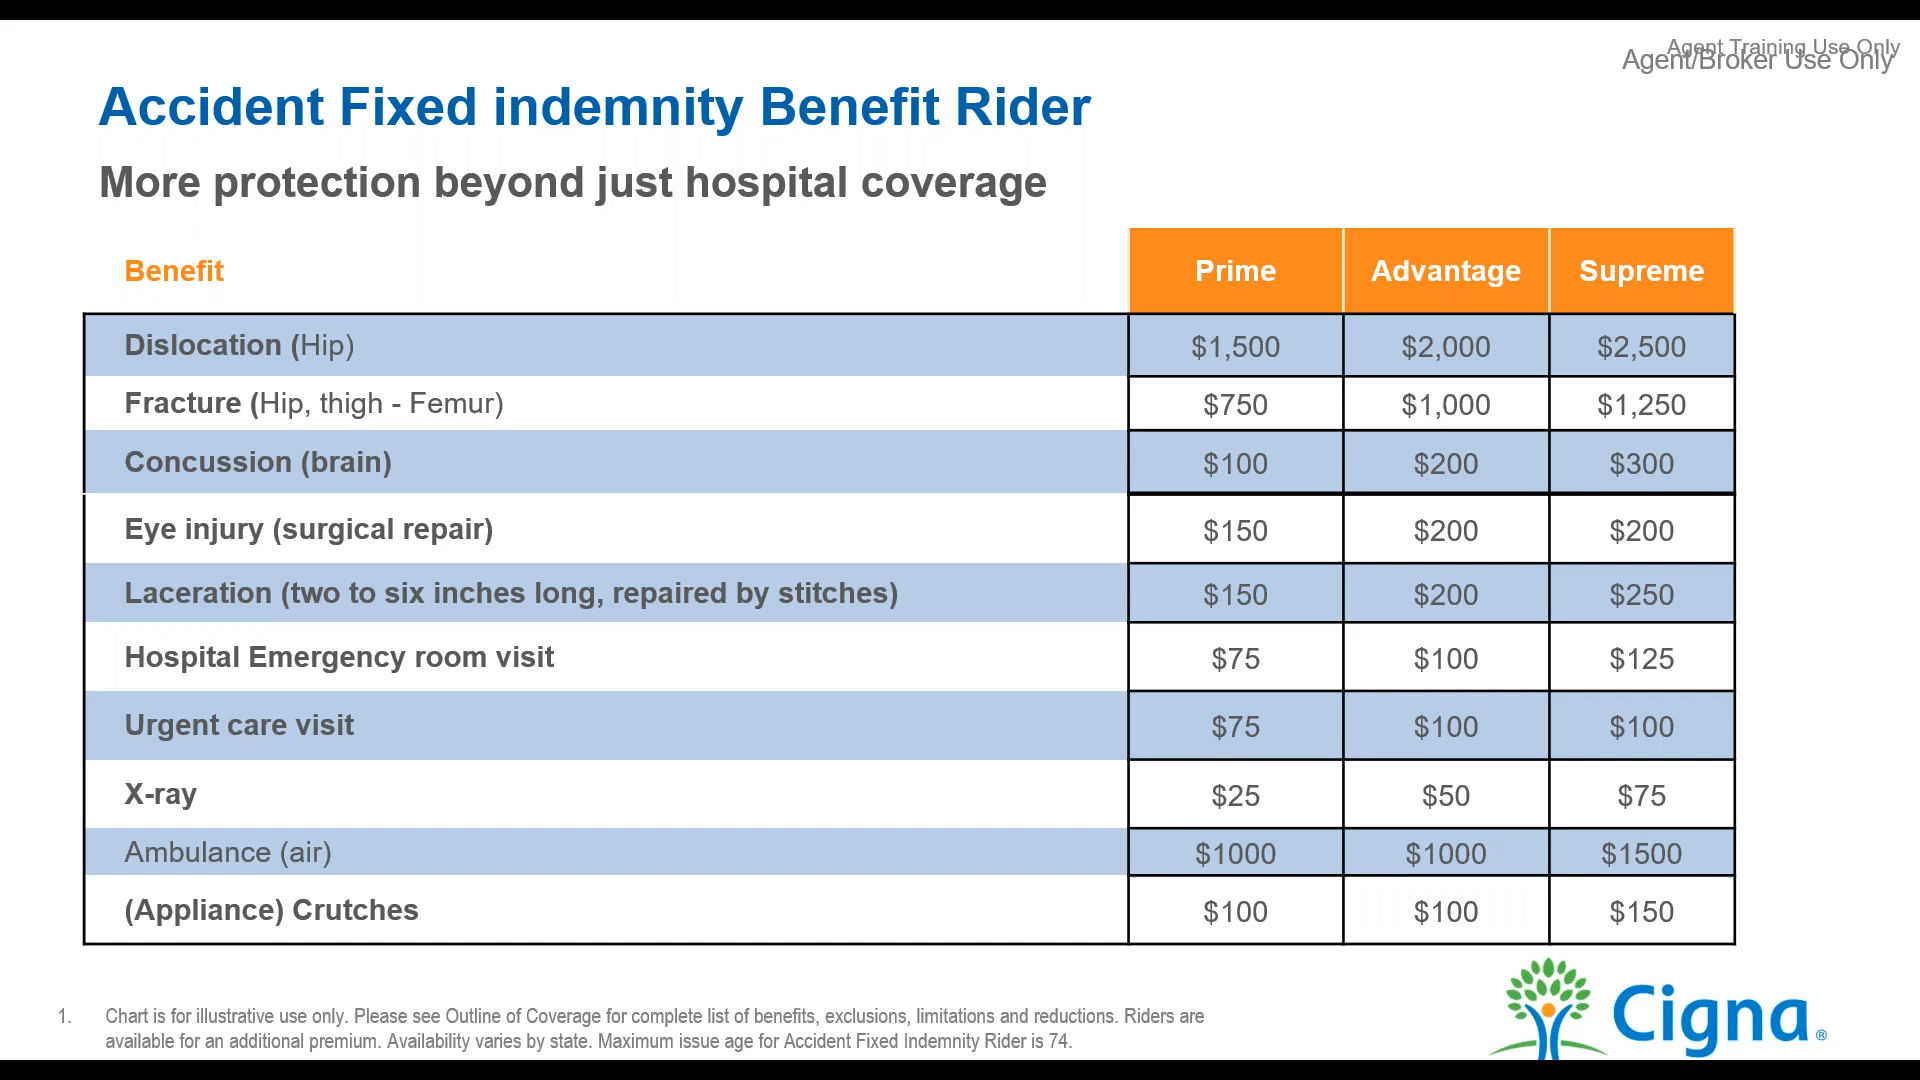 Agent Training Use Only
Agent/Broker Use Only
Accident Fixed indemnity Benefit Rider
More protection beyond just hospital coverage
Benefit Prime Advantage Supreme
Dislocation (Hip) $1,500 $2,000 $2,500
Fracture (Hip, thigh - Femur) $750 $1,000 $1,250
Concussion (brain) $100 $200 $300
Eye injury (surgical repair) $150 $200 $200
Laceration (two to six inches long, repaired by stitches) $150 $200 $250
Hospital Emergency room visit $75 $100 $125
Urgent care visit $75 $100 $100
X-ray $25 $50 $75
Ambulance (air) $1000 $1000 $1500
(Appliance) Crutches $100 $100 $150
1. Chart is for illustrative use only. Please see Outline of Coverage for complete list of benefits, exclusions, limitations and reductions. Riders are
available for an additional premium. Availability varies by state. Maximum issue age for Accident Fixed Indemnity Rider is 74.
Cigna®